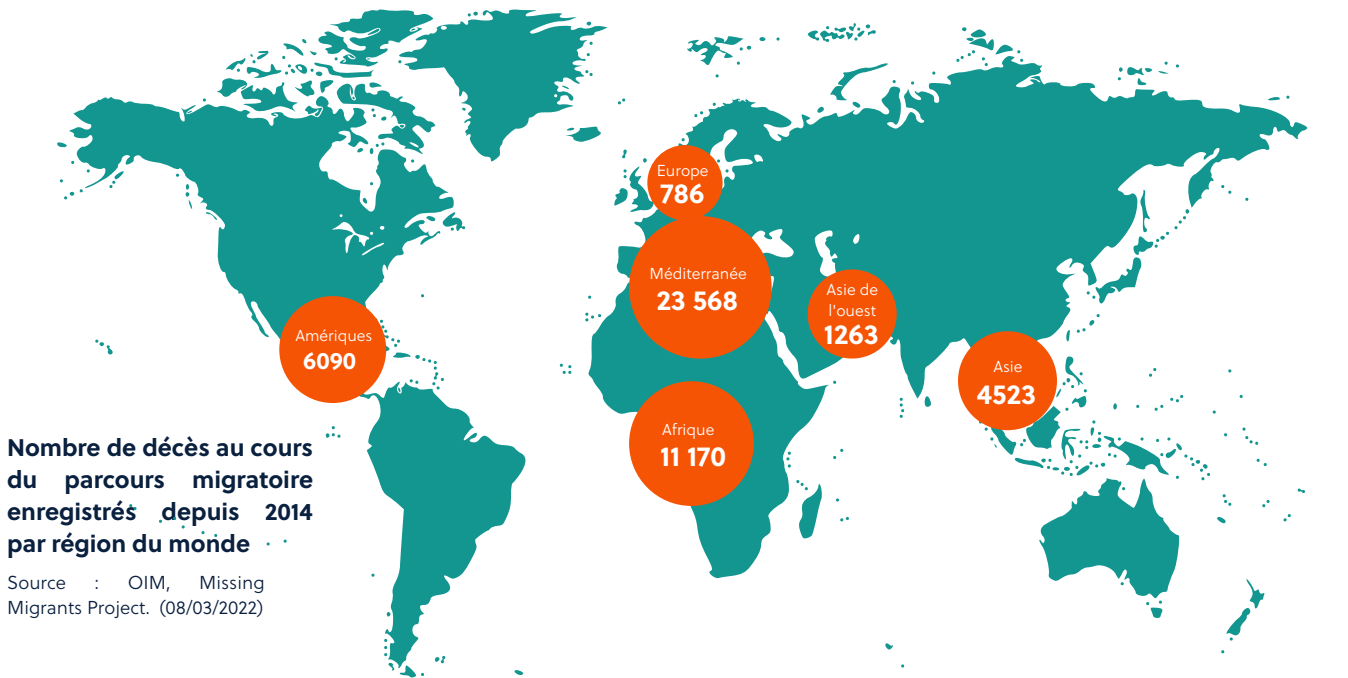 Europe
786
Méditerranée
23 568
Asie de
l'ouest
1263
Amériques
6090
Asie
4523
Afrique
11 170
Nombre de décès au cours
du parcours migratoire
enregistrés depuis 2014
par région du monde
Source : OIM, Missing
Migrants Project. (08/03/2022)